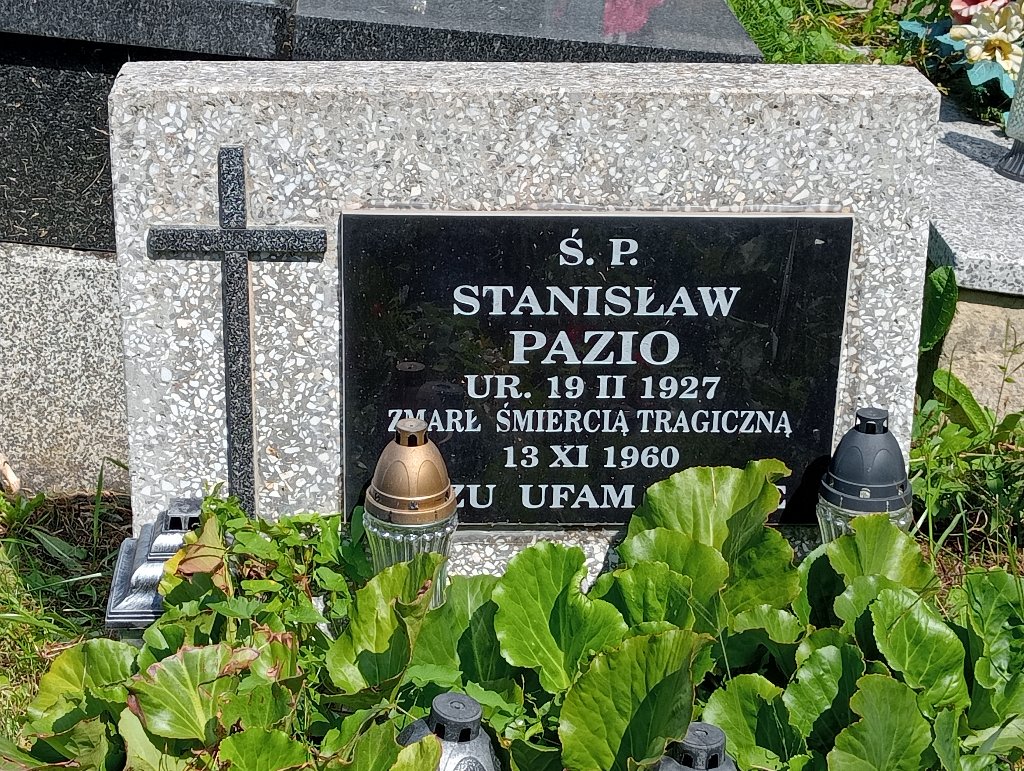 Ś. P.
STANISŁAW
PAZIO
UR. 19 II 1927
ZMARŁ ŚMIERCIĄ TRAGICZNĄ
13 XI 1960
UFAM